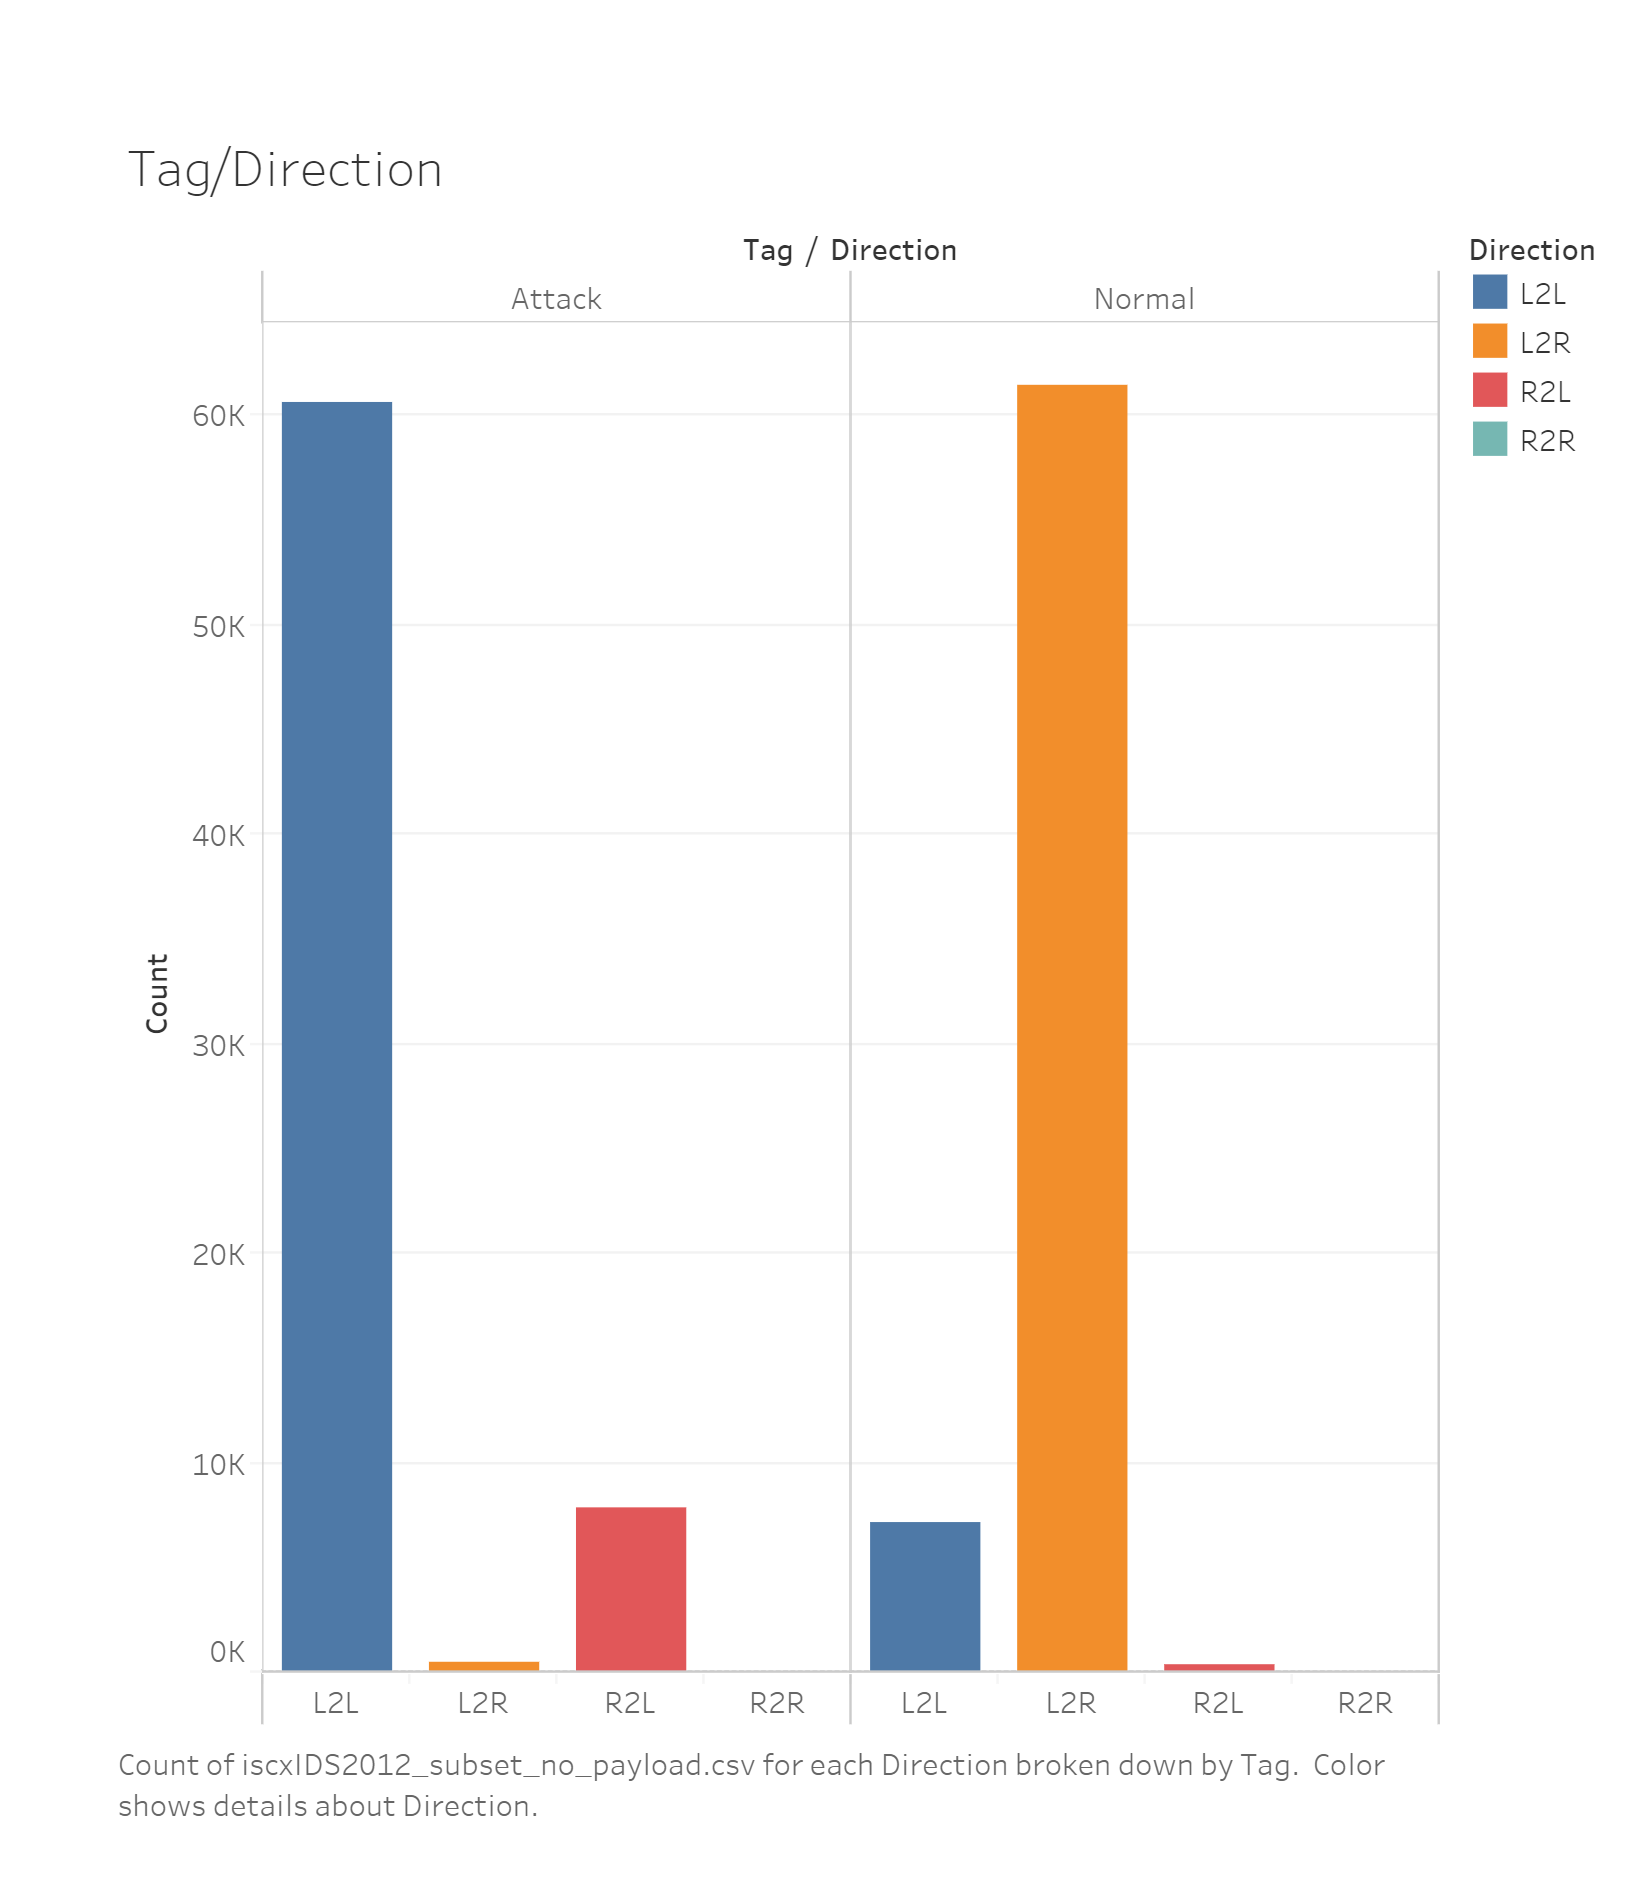 Tag/Direction
Tag / Direction
Attack
Normal
60K
50K
40K
30K
20K
10K
0K
Count
L2L L2R R2L R2R L2L L2R R2L R2R
Direction
L2L
L2R
R2L
R2R
Count of iscxIDS2012_subset_no_payload.csv for each Direction broken down by Tag. Color
shows details about Direction.